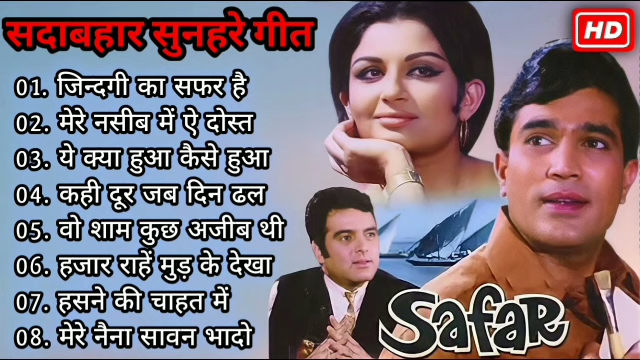 सदाबहार सुनहरे गीत
HD
01. जिन्दगी का सफर है
02. मेरे नसीब में ऐ दोस्त
03. ये क्या हुआ कैसे हुआ
04. कही दूर जब दिन ढल
05. वो शाम कुछ अजीब थी
06. हजार राहें मुड़ के देखा
07. हसने की चाहत में
08. मेरे नैना सावन भादो
Safar